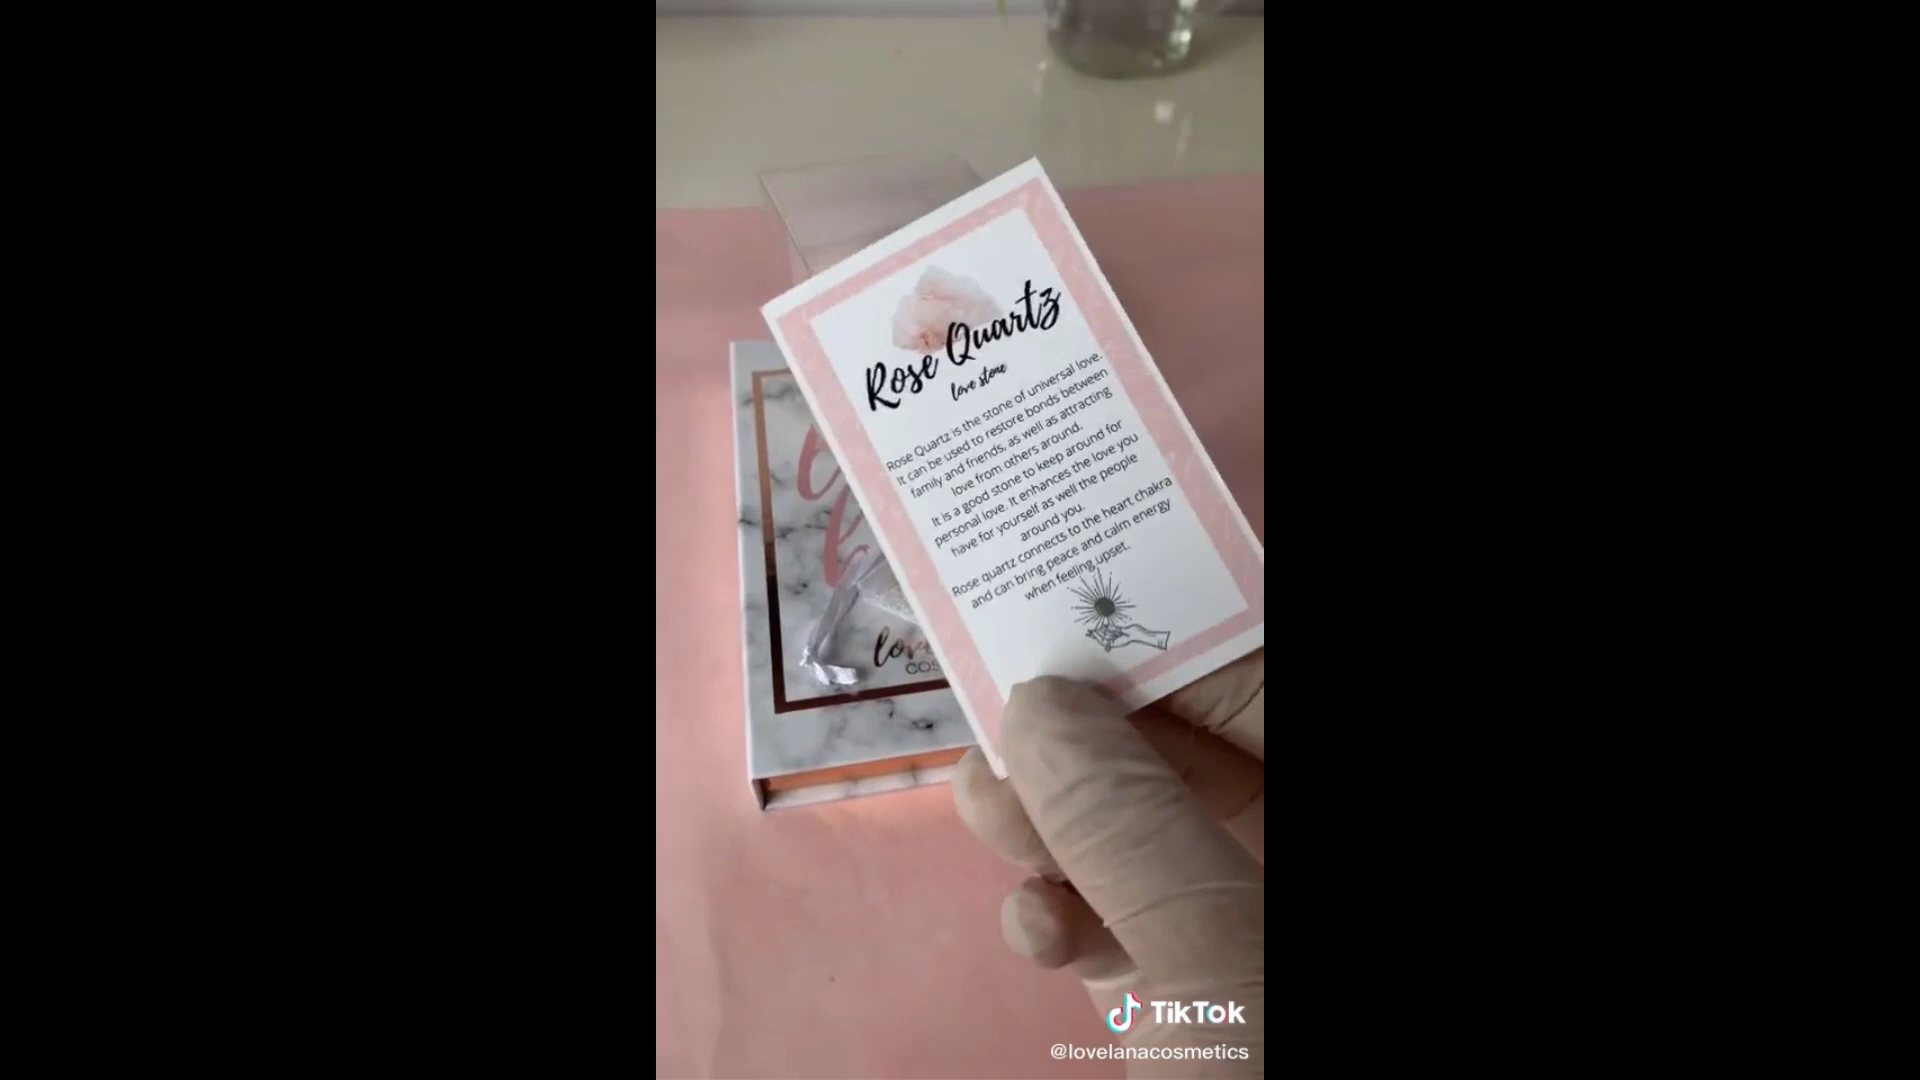 Rose Quartz
love stone
Rose Quartz is the stone of universal love.
It can be used to restore bonds between
family and friends, as well as attracting
love from others around.
It is a good stone to keep around for
personal love. It enhances the love you
have for yourself as well the people
around you.
Rose quartz connects to the heart chakra
and can bring peace and calm energy
when feeling upset.
TikTok
@lovelanacosmetics